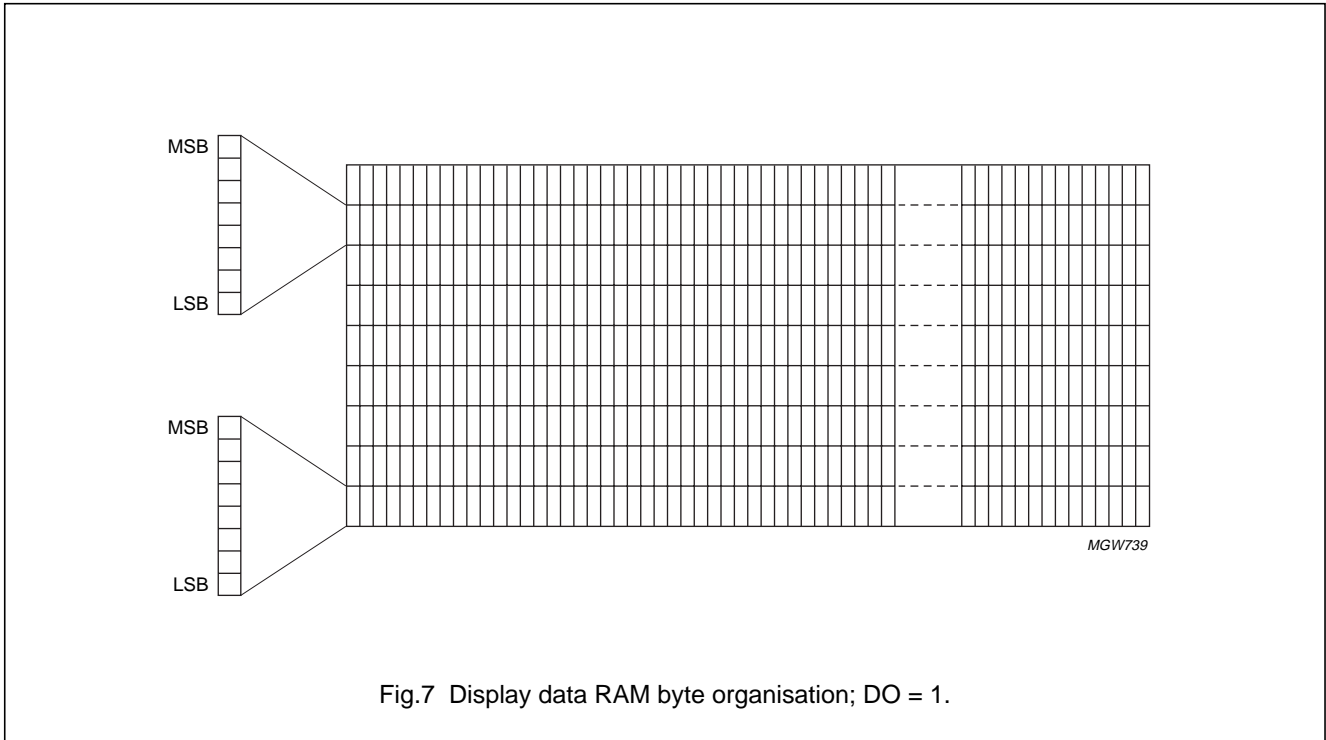 MSB
LSB
MSB
LSB
MGW739
Fig.7 Display data RAM byte organisation; DO = 1.